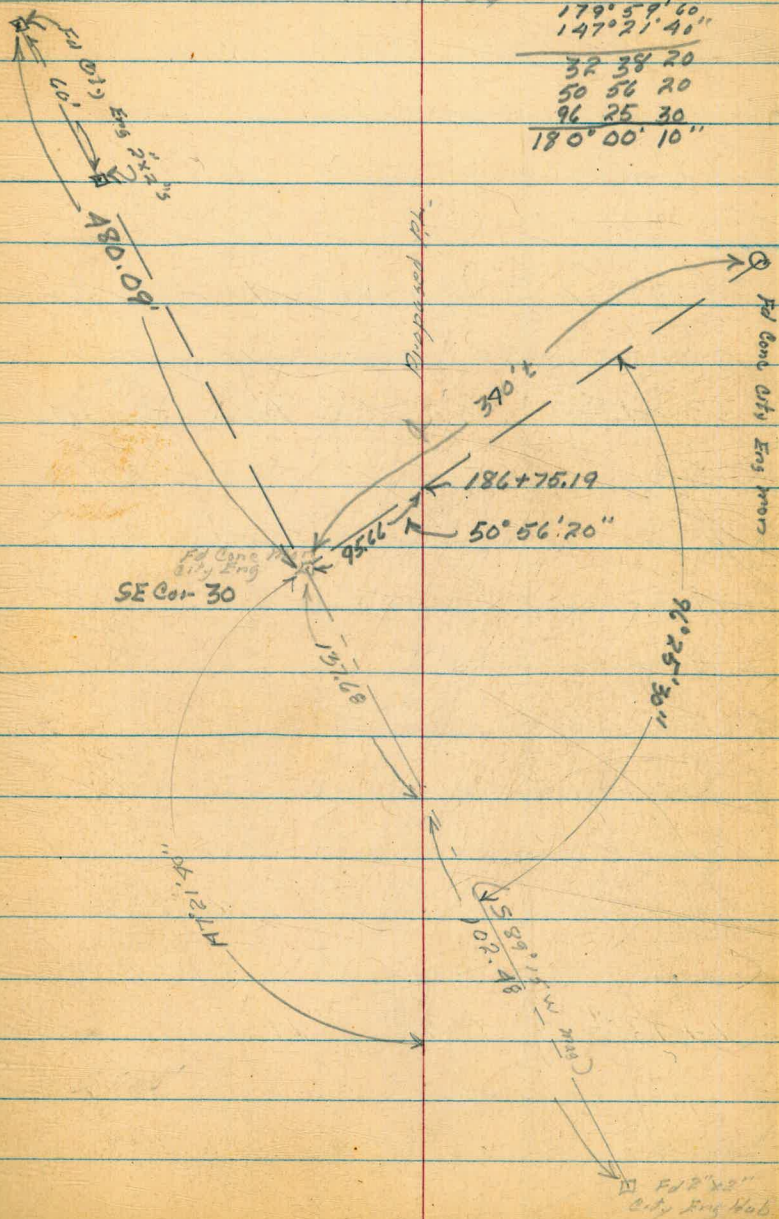 179° 59' 60
147° 21' 40"
32 38 20
50 56 20
96 25 30
180° 00' 10"
Fd City Eng 2"x2"s
60'
480.09'
Proposed
Fd Conc City Eng Mon
340'±
186+75.19
50° 56' 20"
95.66
Fd Conc Mon
City Eng
SE Cor 30
96° 25' 30"
137.68
147° 21' 40"
S 89° 15'
102.48
Fd 2"x2"
City Eng Hub